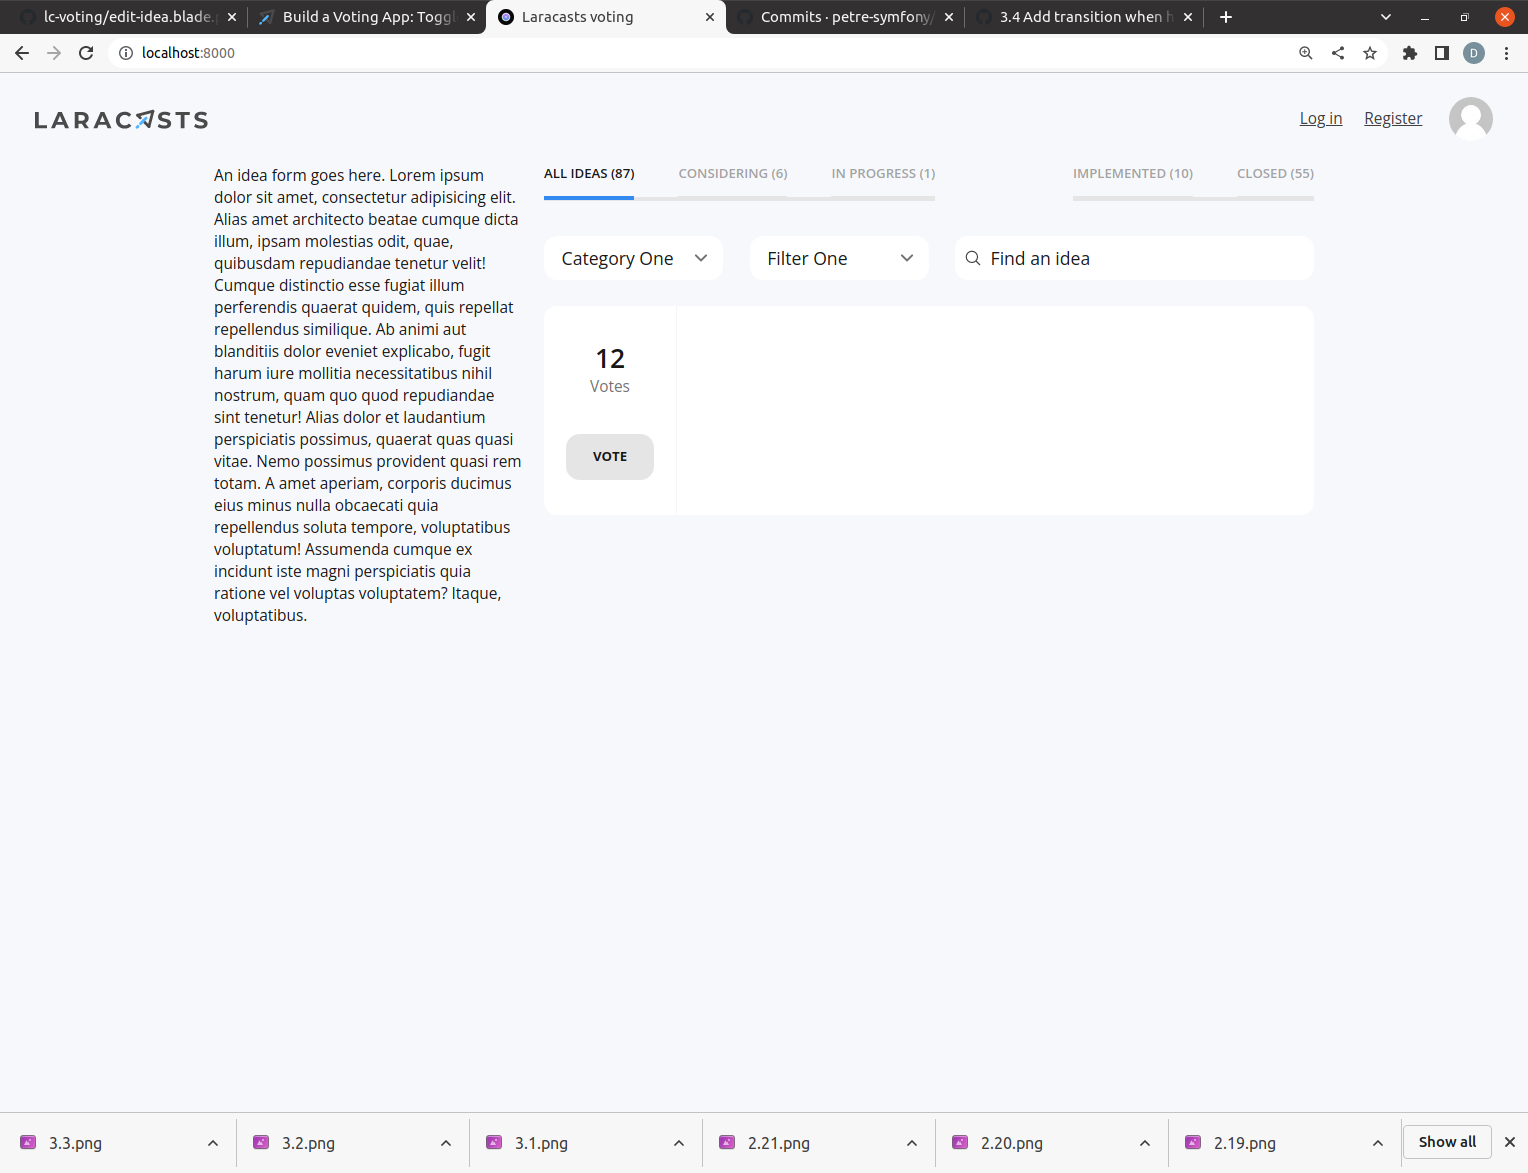 lc-voting/edit-idea.blade.
Build a Voting App: Toggl
Laracasts voting
Commits · petre-symfony/
3.4 Add transition when h
localhost:8000
D
LARACASTS
Log in
Register
An idea form goes here. Lorem ipsum
dolor sit amet, consectetur adipisicing elit.
Alias amet architecto beatae cumque dicta
illum, ipsam molestias odit, quae,
quibusdam repudiandae tenetur velit!
Cumque distinctio esse fugiat illum
perferendis quaerat quidem, quis repellat
repellendus similique. Ab animi aut
blanditiis dolor eveniet explicabo, fugit
harum iure mollitia necessitatibus nihil
nostrum, quam quo quod repudiandae
sint tenetur! Alias dolor et laudantium
perspiciatis possimus, quaerat quas quasi
vitae. Nemo possimus provident quasi rem
totam. A amet aperiam, corporis ducimus
eius minus nulla obcaecati quia
repellendus soluta tempore, voluptatibus
voluptatum! Assumenda cumque ex
incidunt iste magni perspiciatis quia
ratione vel voluptas voluptatem? Itaque,
voluptatibus.
ALL IDEAS (87)
CONSIDERING (6)
IN PROGRESS (1)
IMPLEMENTED (10)
CLOSED (55)
Category One
Filter One
Find an idea
12
Votes
VOTE
3.3.png
3.2.png
3.1.png
2.21.png
2.20.png
2.19.png
Show all